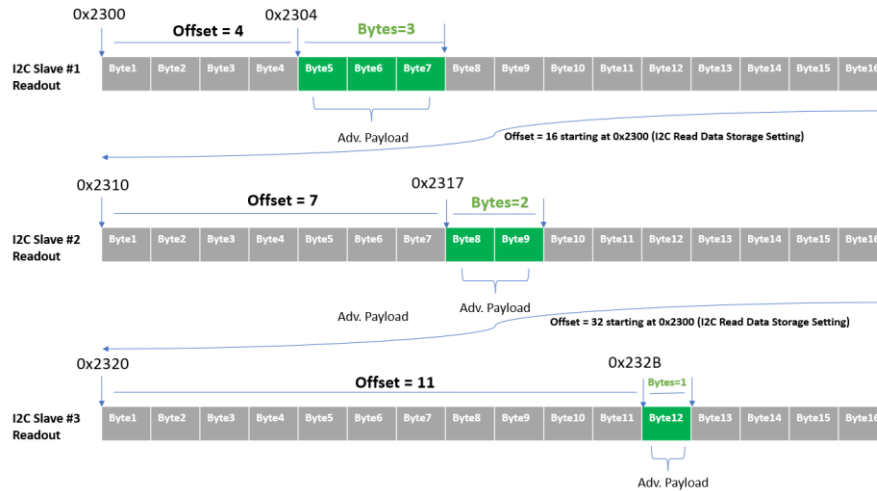 0x2300
Offset = 4
0x2304
Bytes=3
I2C Slave #1
Readout
Byte1 Byte2 Byte3 Byte4 Byte5 Byte6 Byte7 Byte8 Byte9 Byte10 Byte11 Byte12 Byte13 Byte14 Byte15 Byte16
Adv. Payload
Offset = 16 starting at 0x2300 (I2C Read Data Storage Setting)
0x2310
Offset = 7
0x2317
Bytes=2
I2C Slave #2
Readout
Byte1 Byte2 Byte3 Byte4 Byte5 Byte6 Byte7 Byte8 Byte9 Byte10 Byte11 Byte12 Byte13 Byte14 Byte15 Byte16
Adv. Payload
Adv. Payload
Offset = 32 starting at 0x2300 (I2C Read Data Storage Setting)
0x2320
Offset = 11
0x232B
Bytes=1
I2C Slave #3
Readout
Byte1 Byte2 Byte3 Byte4 Byte5 Byte6 Byte7 Byte8 Byte9 Byte10 Byte11 Byte12 Byte13 Byte14 Byte15 Byte16
Adv. Payload